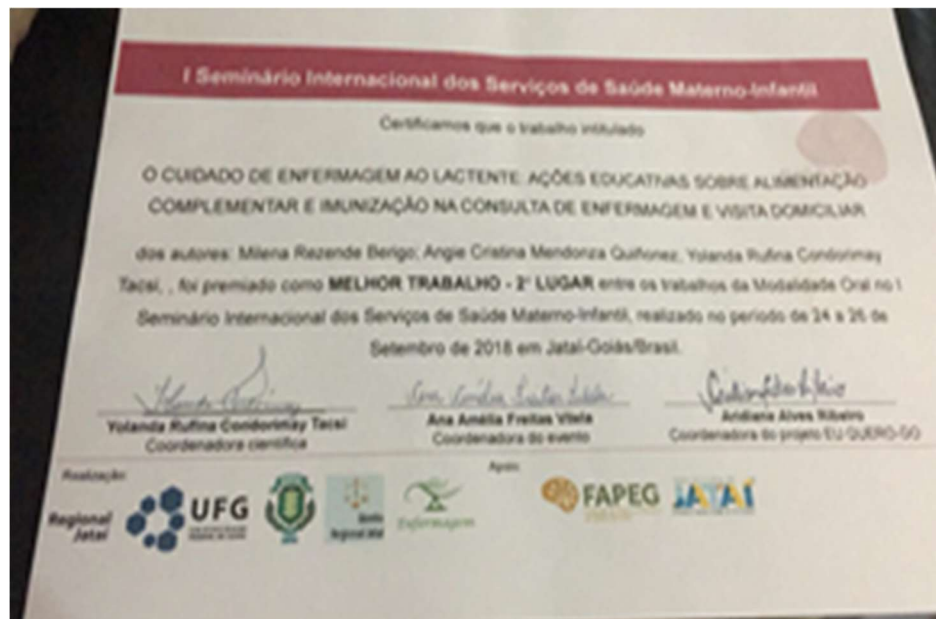 I Seminário Internacional dos Serviços de Saúde Materno-Infantil
Certificamos que o trabalho intitulado
O CUIDADO DE ENFERMAGEM AO LACTENTE: AÇÕES EDUCATIVAS SOBRE ALIMENTAÇÃO
COMPLEMENTAR E IMUNIZAÇÃO NA CONSULTA DE ENFERMAGEM E VISITA DOMICILIAR
dos autores: Milena Rezende Berigo; Angie Cristina Mendonza Quiñonez; Yolanda Rufina Condorimay
Tacsi, , foi premiado como MELHOR TRABALHO - 2° LUGAR entre os trabalhos da Modalidade Oral no I
Seminário Internacional dos Serviços de Saúde Materno-Infantil, realizado no período de 24 a 26 de
Setembro de 2018 em Jataí-Goiás/Brasil.
Yolanda Rufina Condorimay Tacsi
Coordenadora científica
Ana Amélia Freitas Vilela
Coordenadora do evento
Aridiana Alves Ribeiro
Coordenadora do projeto EU QUERO-GO
Realização:
Apoio:
Regional
Jataí
UFG
Enfermagem
FAPEG
JATAÍ